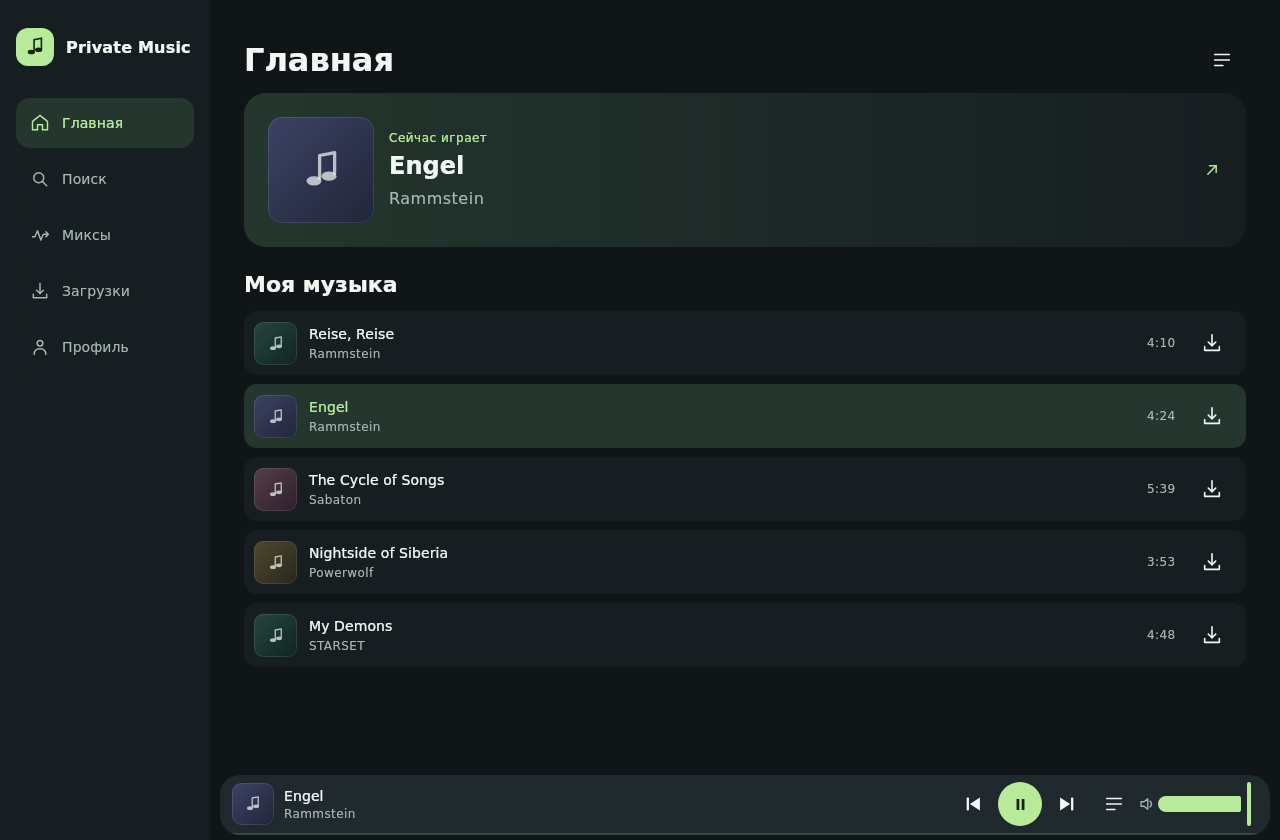 Private Music
Главная
Поиск
Миксы
Загрузки
Профиль
Главная
Сейчас играет
Engel
Rammstein
Моя музыка
Reise, Reise
Rammstein
4:10
Engel
Rammstein
4:24
The Cycle of Songs
Sabaton
5:39
Nightside of Siberia
Powerwolf
3:53
My Demons
STARSET
4:48
Engel
Rammstein